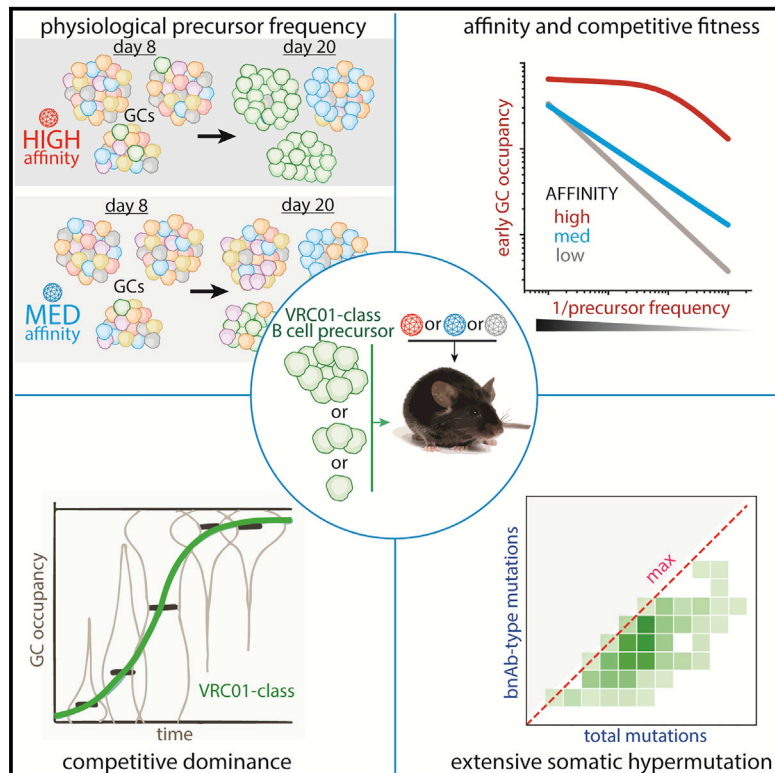 physiological precursor frequency
day 8
day 20
GCs
HIGH
affinity
day 8
day 20
GCs
MED
affinity
affinity and competitive fitness
early GC occupancy
AFFINITY
high
med
low
1/precursor frequency
VRC01-class
B cell precursor
or
or
or or
GC occupancy
VRC01-class
time
competitive dominance
bnAb-type mutations
max
total mutations
extensive somatic hypermutation